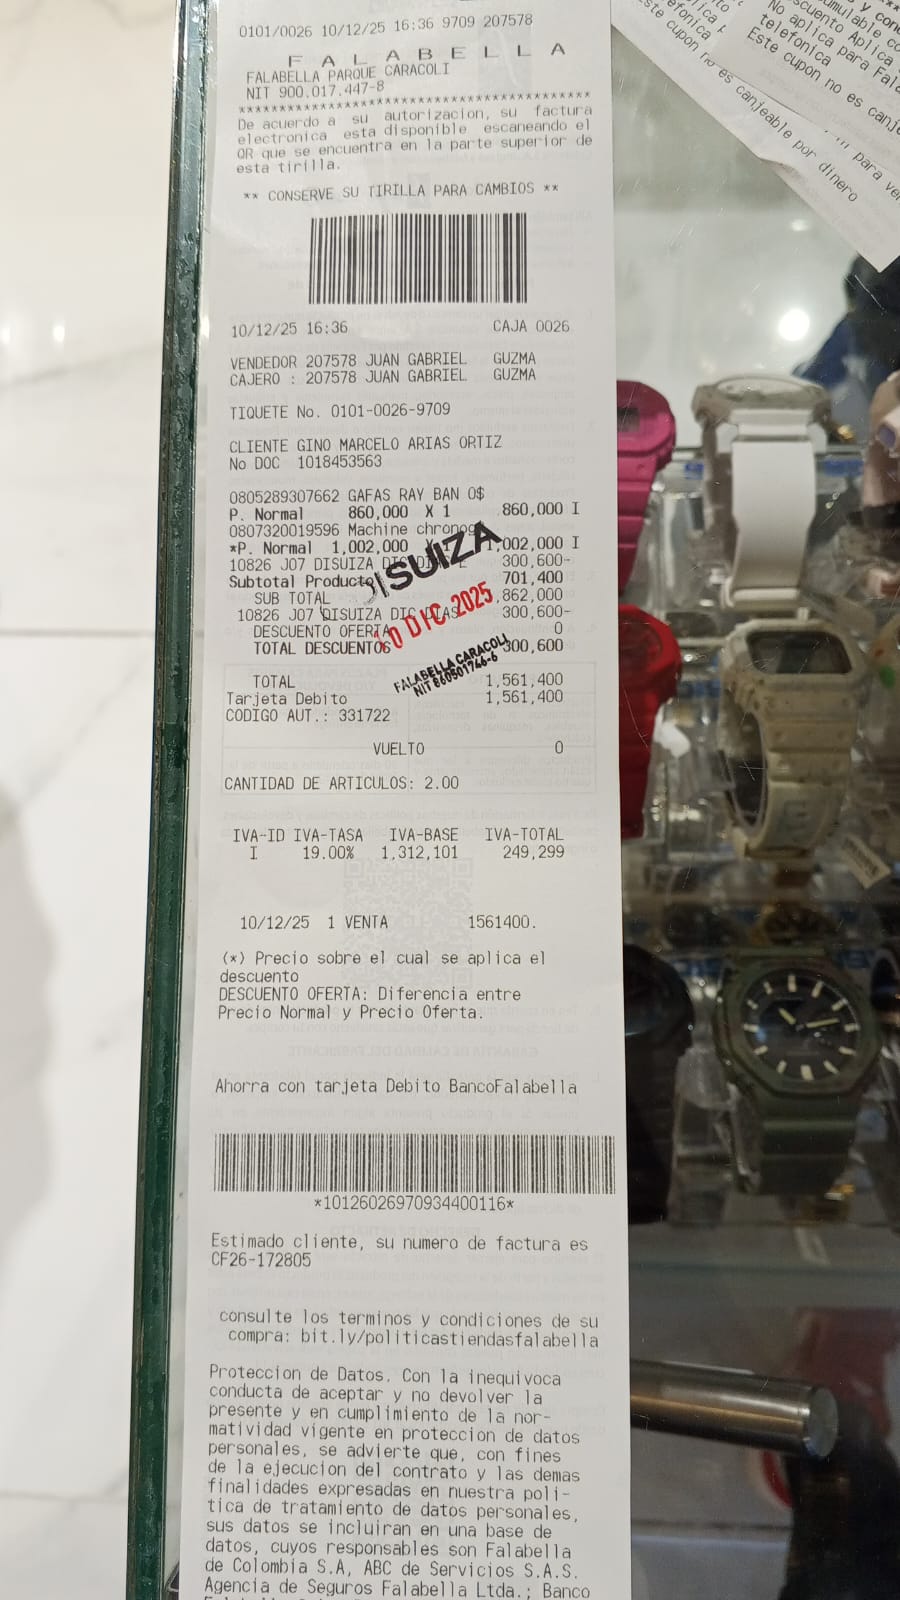 0101/0026 10/12/25 16:36 9709 207578
F A L A B E L L A
FALABELLA PARQUE CARACOLI
NIT 900.017.447-8
****************************************
De acuerdo a su autorizacion, su factura
electronica esta disponible escaneando el
QR que se encuentra en la parte superior de
esta tirilla.
** CONSERVE SU TIRILLA PARA CAMBIOS **
10/12/25 16:36 CAJA 0026
VENDEDOR 207578 JUAN GABRIEL GUZMA
CAJERO : 207578 JUAN GABRIEL GUZMA
TIQUETE No. 0101-0026-9709
CLIENTE GINO MARCELO ARIAS ORTIZ
No DOC 1018453563
0805289307662 GAFAS RAY BAN O$
P. Normal 860,000 X 1 860,000 I
0807320019596 Machine chronog
*P. Normal 1,002,000 1,002,000 I
10826 J07 DISUIZA 300,600-
Subtotal Producto 701,400
SUB TOTAL ,862,000
10826 J07 DISUIZA DIC DIAS 300,600-
DESCUENTO OFERTA 0
TOTAL DESCUENTOS 300,600
DISUIZA
10 DIC 2025
FALABELLA CARACOLI
NIT 860501746-6
TOTAL 1,561,400
Tarjeta Debito 1,561,400
CODIGO AUT.: 331722
VUELTO 0
CANTIDAD DE ARTICULOS: 2.00
IVA-ID IVA-TASA IVA-BASE IVA-TOTAL
I 19.00% 1,312,101 249,299
10/12/25 1 VENTA 1561400.
(*) Precio sobre el cual se aplica el
descuento
DESCUENTO OFERTA: Diferencia entre
Precio Normal y Precio Oferta.
Ahorra con tarjeta Debito BancoFalabella
*10126026970934400116*
Estimado cliente, su numero de factura es
CF26-172805
consulte los terminos y condiciones de su
compra: bit.ly/politicastiendasfalabella
Proteccion de Datos. Con la inequivoca
conducta de aceptar y no devolver la
presente y en cumplimiento de la nor-
matividad vigente en proteccion de datos
personales, se advierte que, con fines
de la ejecucion del contrato y las demas
finalidades expresadas en nuestra poli-
tica de tratamiento de datos personales,
sus datos se incluiran en una base de
datos, cuyos responsables son Falabella
de Colombia S.A, ABC de Servicios S.A.S.
Agencia de Seguros Falabella Ltda.; Banco
telefonica
No aplica para
Este cupon no es
este cupon no es canjeable por dinero